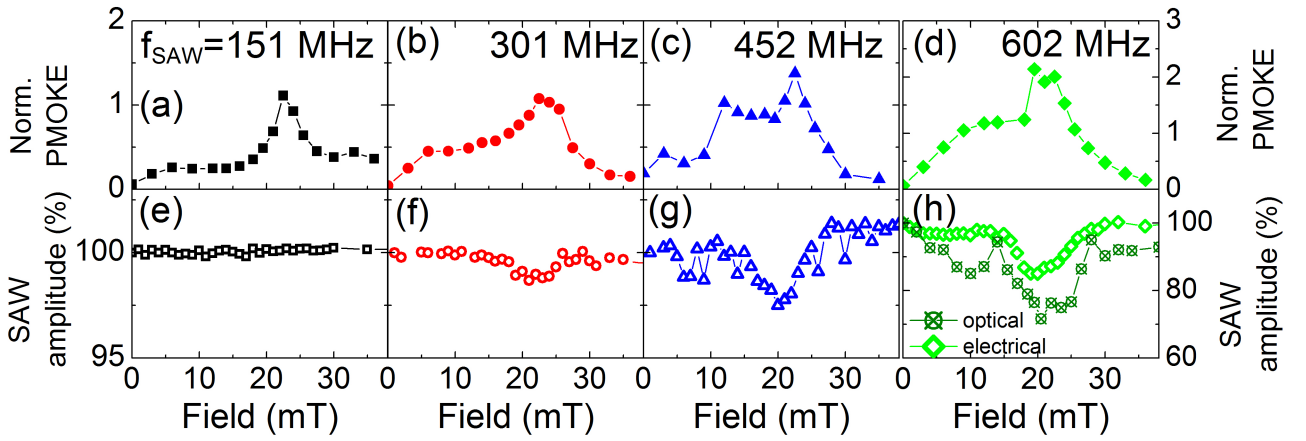 2
f_SAW=151 MHz
(b) 301 MHz
(c) 452 MHz
(d) 602 MHz
3
Norm.
PMOKE
1
(a)
2
1
Norm.
PMOKE
0
0
SAW
amplitude (%)
100
95
(e)
(f)
(g)
(h)
optical
electrical
100
80
60
SAW
amplitude (%)
0 10 20 30
0 10 20 30
0 10 20 30
0 10 20 30
Field (mT)
Field (mT)
Field (mT)
Field (mT)